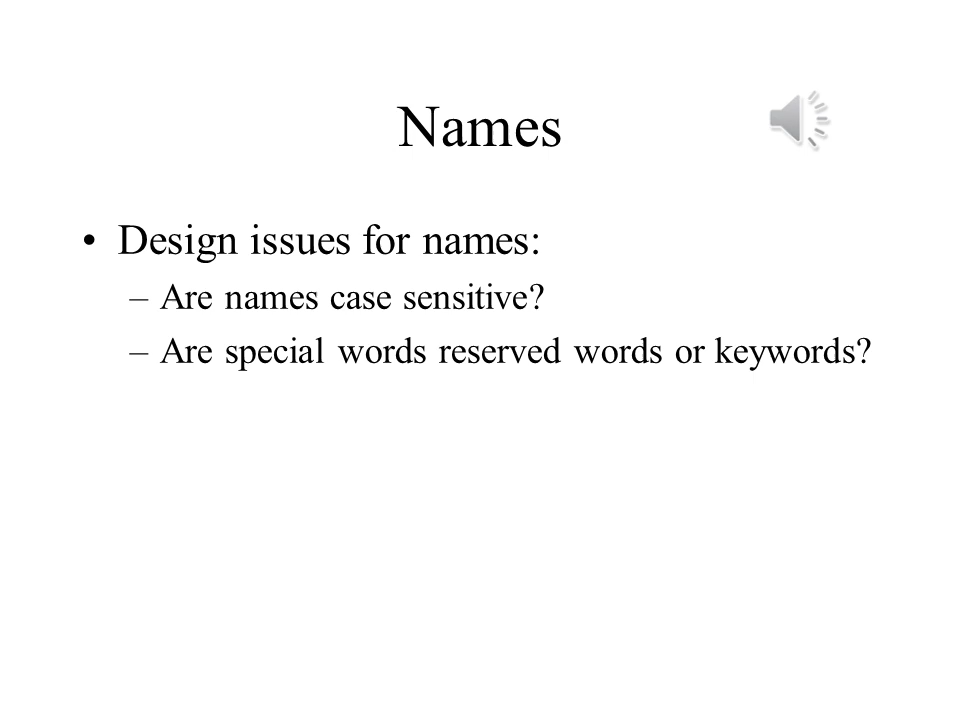 Names
• Design issues for names:
– Are names case sensitive?
– Are special words reserved words or keywords?